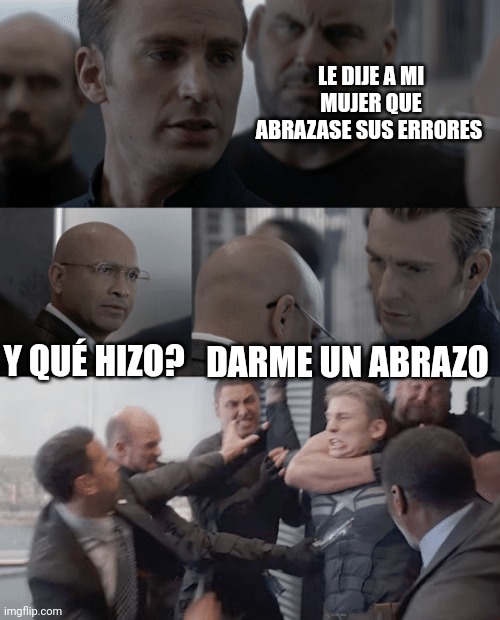 LE DIJE A MI
MUJER QUE
ABRAZASE SUS ERRORES
Y QUÉ HIZO?
DARME UN ABRAZO
imgflip.com